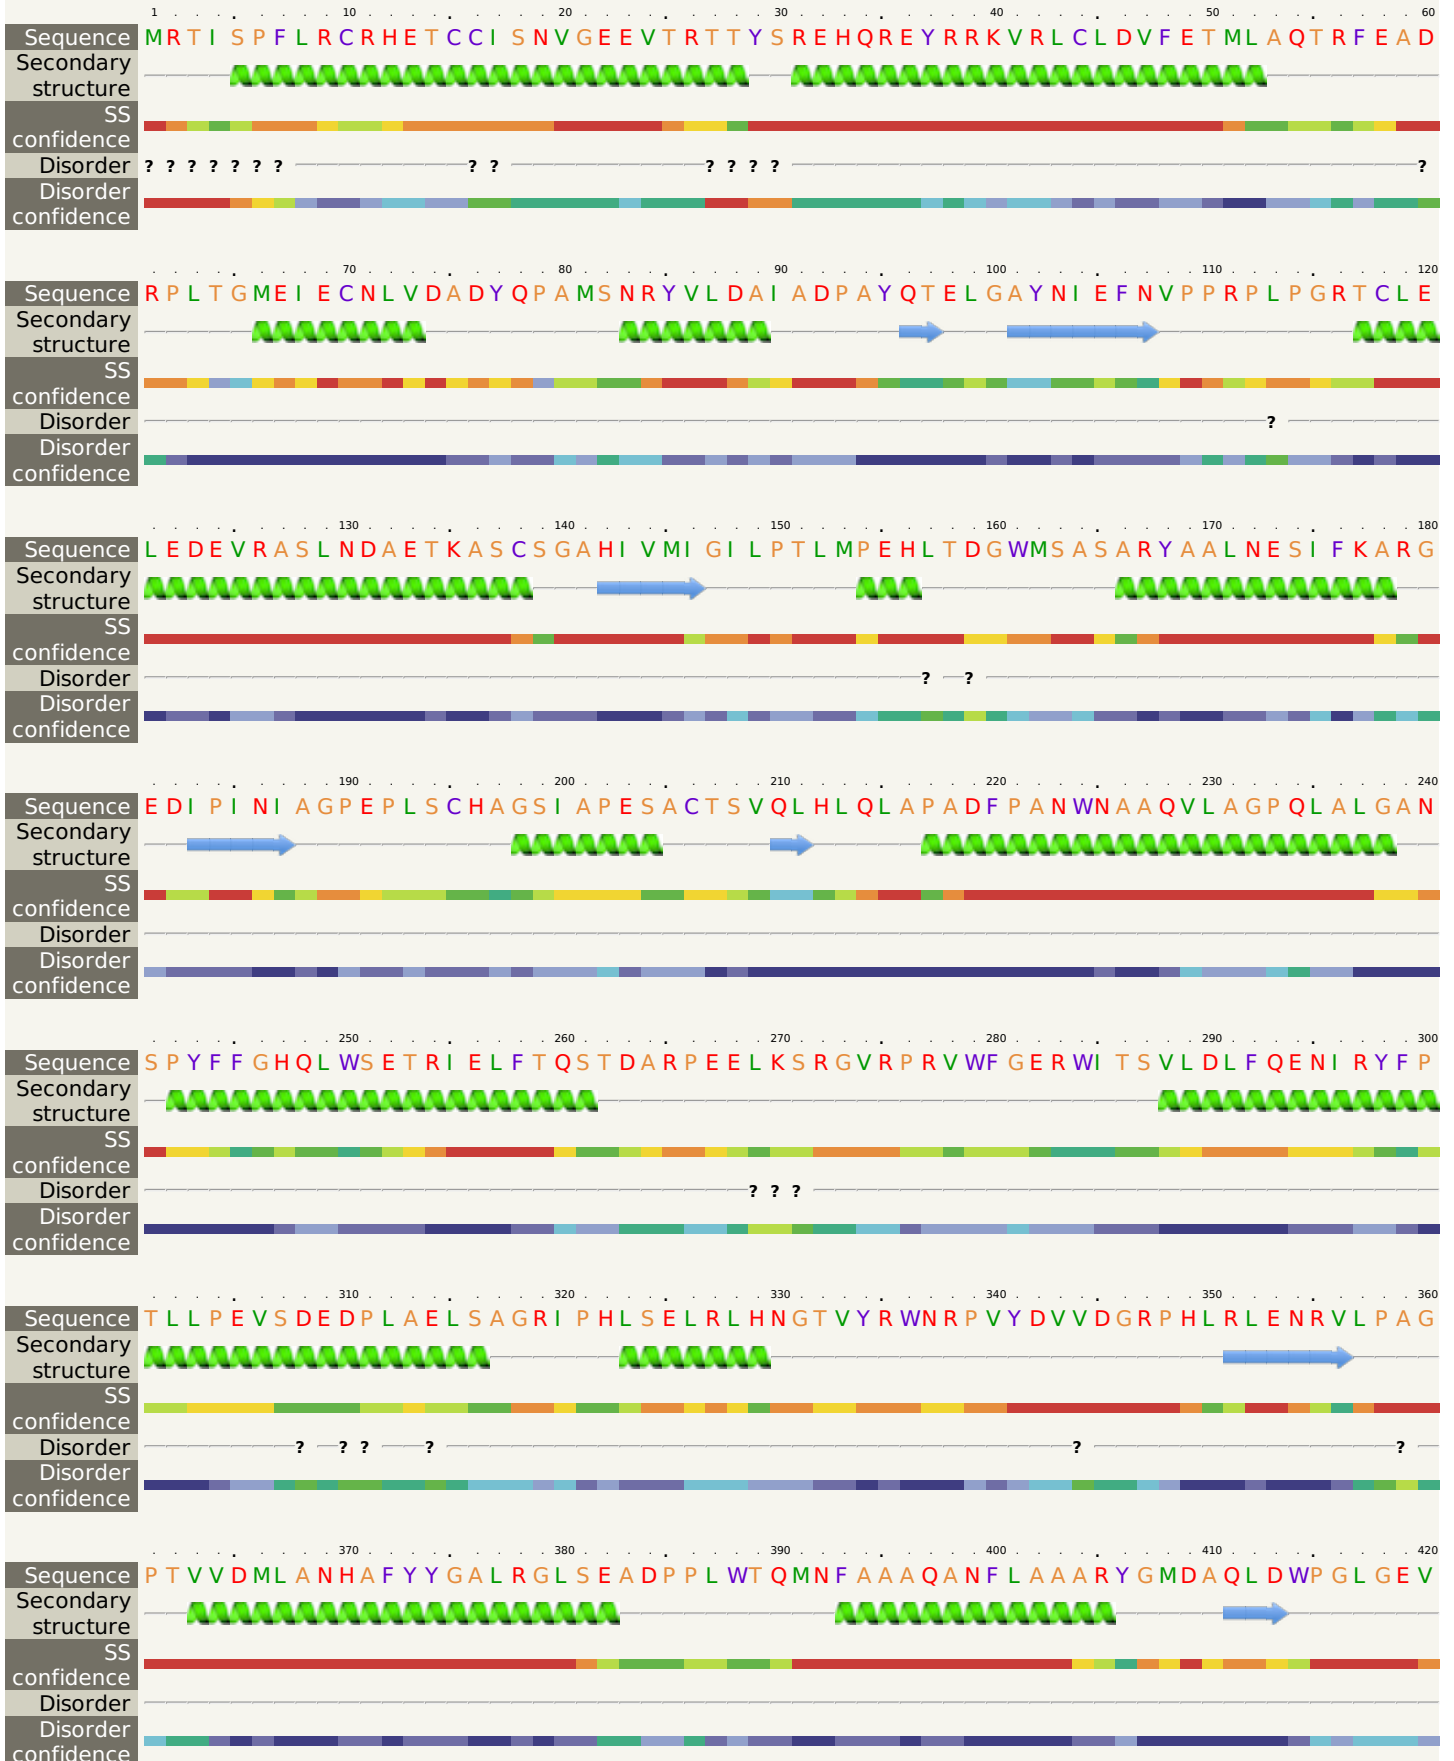 1 10 20 30 40 50 60
Sequence MRTISPFLRCRHETCCISNVGEEVTRTTYSREHQREYRRKVRLCLDVFETMLAQTRFEAD
Secondary
structure
SS
confidence
Disorder ? ? ? ? ? ? ? ? ? ? ? ? ? ?
Disorder
confidence
70 80 90 100 110 120
Sequence RPLTGMEIECNLVDADYQPAMSNRYVLDAIADPAYQTELGAYNIEFNVPPRPLPGRTCLE
Secondary
structure
SS
confidence
Disorder ?
Disorder
confidence
130 140 150 160 170 180
Sequence LEDEVRASLNDAETKASCSGAHIVMIGILPTLMPEHLTDGWMSASARYAALNESIFKARG
Secondary
structure
SS
confidence
Disorder ? ?
Disorder
confidence
190 200 210 220 230 240
Sequence EDIPINIAGPEPLSCHAGSIAPESACTSVQLHLQLAPADFPANWNAAQVLAGPQLALGAN
Secondary
structure
SS
confidence
Disorder
Disorder
confidence
250 260 270 280 290 300
Sequence SPYFFGHQLWSETRIELFTQSTDARPEELKSRGVRPRVWFGERWITSVLDLFQENIRYFP
Secondary
structure
SS
confidence
Disorder ? ? ?
Disorder
confidence
310 320 330 340 350 360
Sequence TLLPEVSDEDPLAELSAGRIPHLSELRLHNGTVYRWNRPVYDVVDGRPHLRLENRVLPAG
Secondary
structure
SS
confidence
Disorder ? ? ? ? ? ?
Disorder
confidence
370 380 390 400 410 420
Sequence PTVVDMLANHAFYYGALRGLSEADPPLWTQMNFAAAQANFLAAARYGMDAQLDWPGLGEV
Secondary
structure
SS
confidence
Disorder
Disorder
confidence